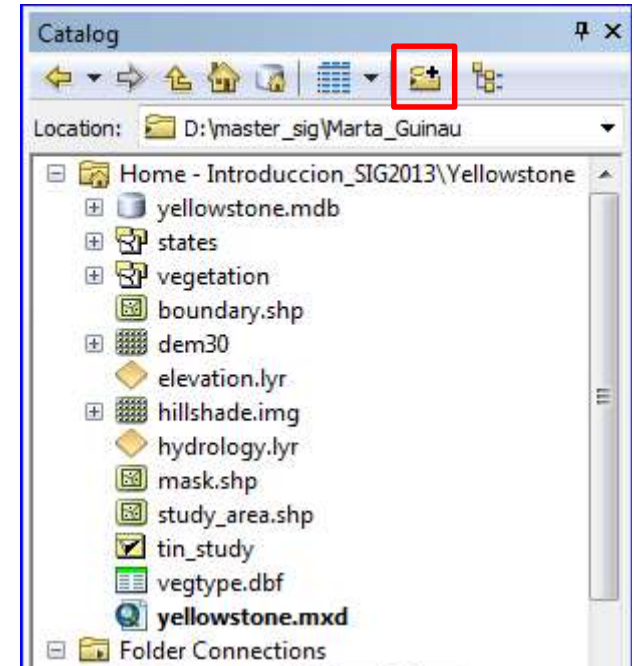 Catalog
Location: D:\master_sig\Marta_Guinau
Home - Introduccion_SIG2013\Yellowstone
yellowstone.mdb
states
vegetation
boundary.shp
dem30
elevation.lyr
hillshade.img
hydrology.lyr
mask.shp
study_area.shp
tin_study
vegtype.dbf
yellowstone.mxd
Folder Connections